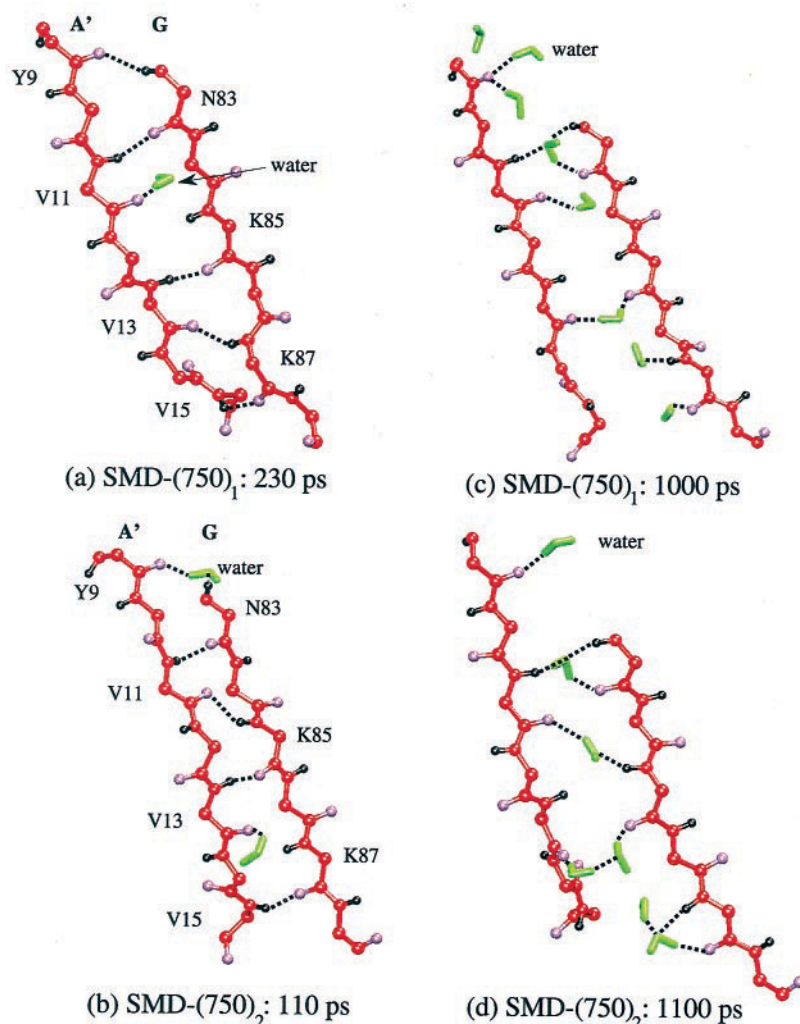 A' G
Y9
N83
water
V11
K85
V13
K87
V15
(a) SMD-(750)1: 230 ps
water
(c) SMD-(750)1: 1000 ps
A' G
water
Y9
N83
V11
K85
V13
K87
V15
(b) SMD-(750)2: 110 ps
water
(d) SMD-(750)2: 1100 ps